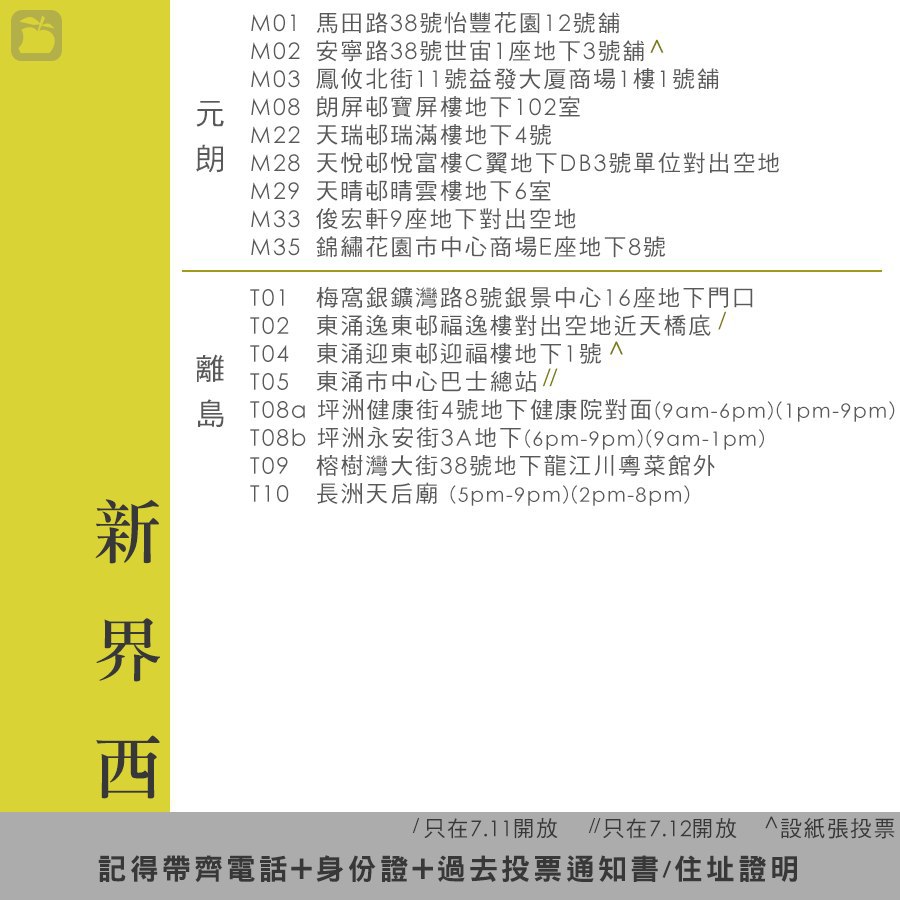 元朗
M01 馬田路38號怡豐花園12號舖
M02 安寧路38號世宙1座地下3號舖^
M03 鳳攸北街11號益發大厦商場1樓1號舖
M08 朗屏邨寶屏樓地下102室
M22 天瑞邨瑞滿樓地下4號
M28 天悅邨悅富樓C翼地下DB3號單位對出空地
M29 天晴邨晴雲樓地下6室
M33 俊宏軒9座地下對出空地
M35 錦繡花園市中心商場E座地下8號
離島
T01 梅窩銀鑛灣路8號銀景中心16座地下門口
T02 東涌逸東邨福逸樓對出空地近天橋底/
T04 東涌迎東邨迎福樓地下1號^
T05 東涌市中心巴士總站//
T08a 坪洲健康街4號地下健康院對面(9am-6pm)(1pm-9pm)
T08b 坪洲永安街3A地下(6pm-9pm)(9am-1pm)
T09 榕樹灣大街38號地下龍江川粵菜館外
T10 長洲天后廟 (5pm-9pm)(2pm-8pm)
新界西
/只在7.11開放 //只在7.12開放 ^設紙張投票
記得帶齊電話+身份證+過去投票通知書/住址證明